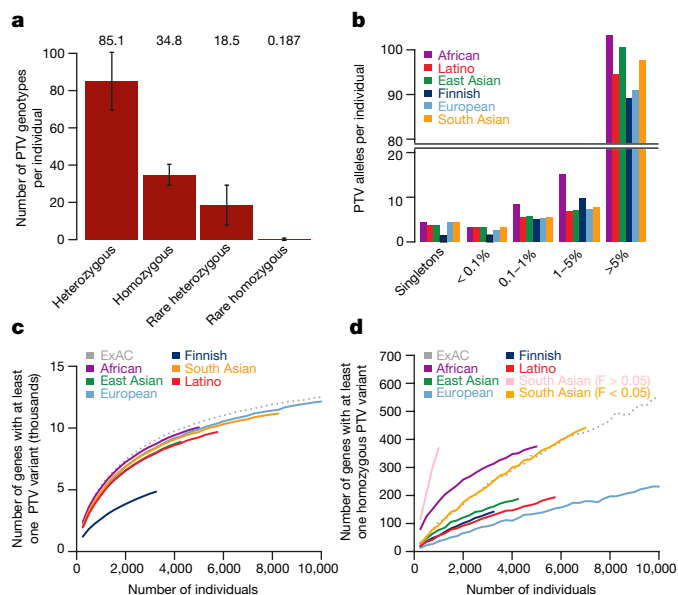 a
85.1 34.8 18.5 0.187
Number of PTV genotypes
per individual
100
80
60
40
20
0
Heterozygous
Homozygous
Rare heterozygous
Rare homozygous
b
PTV alleles per individual
100
90
80
20
10
0
African
Latino
East Asian
Finnish
European
South Asian
Singletons
< 0.1%
0.1–1%
1–5%
>5%
c
Number of genes with at least
one PTV variant (thousands)
15
10
5
0
ExAC
African
East Asian
European
Finnish
South Asian
Latino
0 2,000 4,000 6,000 8,000 10,000
Number of individuals
d
Number of genes with at least
one homozygous PTV variant
700
600
500
400
300
200
100
0
ExAC
African
East Asian
European
Finnish
Latino
South Asian (F > 0.05)
South Asian (F < 0.05)
0 2,000 4,000 6,000 8,000 10,000
Number of individuals